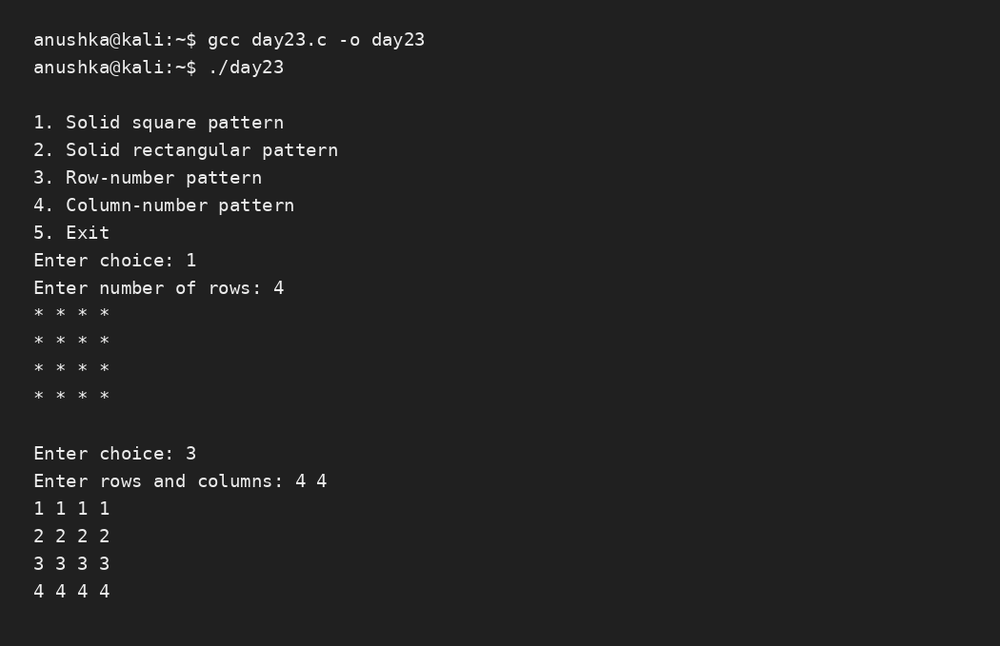 anushka@kali:~$ gcc day23.c -o day23
anushka@kali:~$ ./day23
1. Solid square pattern
2. Solid rectangular pattern
3. Row-number pattern
4. Column-number pattern
5. Exit
Enter choice: 1
Enter number of rows: 4
* * * *
* * * *
* * * *
* * * *
Enter choice: 3
Enter rows and columns: 4 4
1 1 1 1
2 2 2 2
3 3 3 3
4 4 4 4